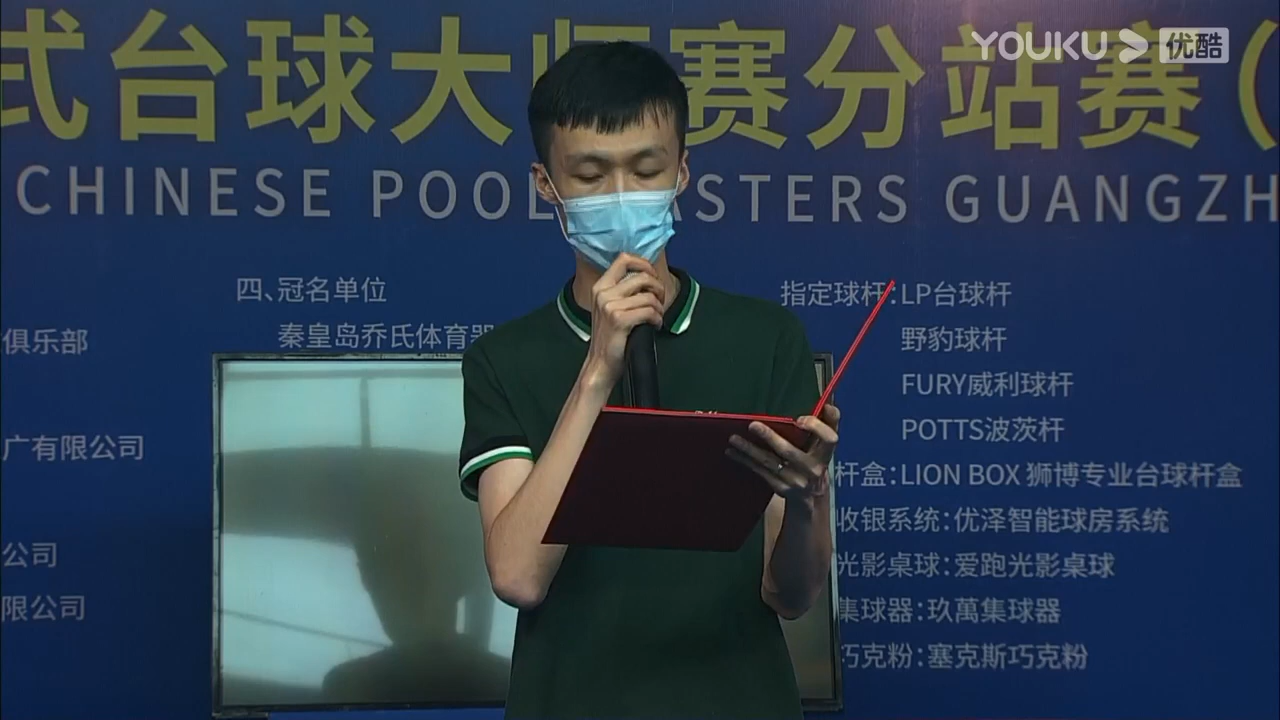 YOUKU 优酷
式台球大师赛分站赛(
CHINESE POOL MASTERS GUANGZH
四、冠名单位
秦皇岛乔氏体育器
俱乐部
广有限公司
公司
限公司
指定球杆:LP台球杆
野豹球杆
FURY威利球杆
POTTS波茨杆
杆盒:LION BOX 狮博专业台球杆盒
收银系统:优泽智能球房系统
光影桌球:爱跑光影桌球
集球器:玖萬集球器
巧克粉:塞克斯巧克粉